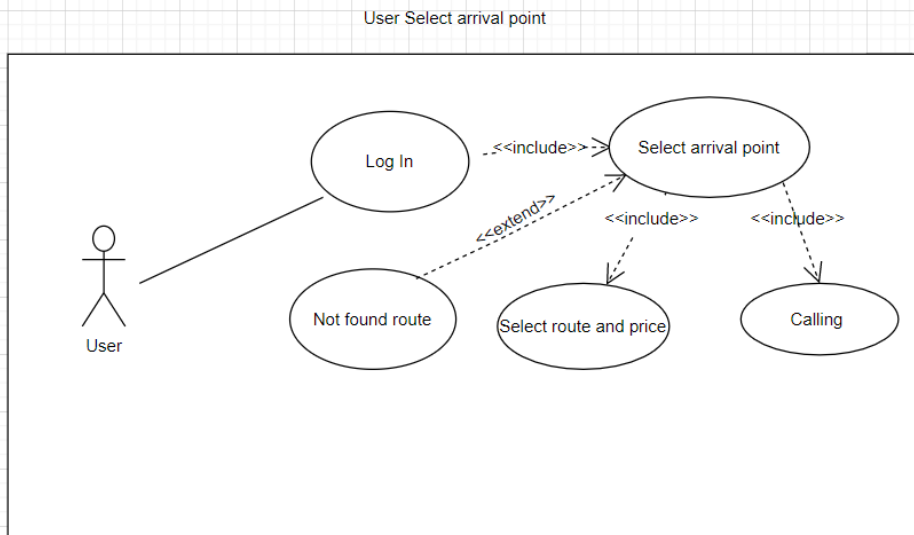 User Select arrival point
Log In
<<include>>
Select arrival point
<<extend>>
<<include>>
<<include>>
User
Not found route
Select route and price
Calling